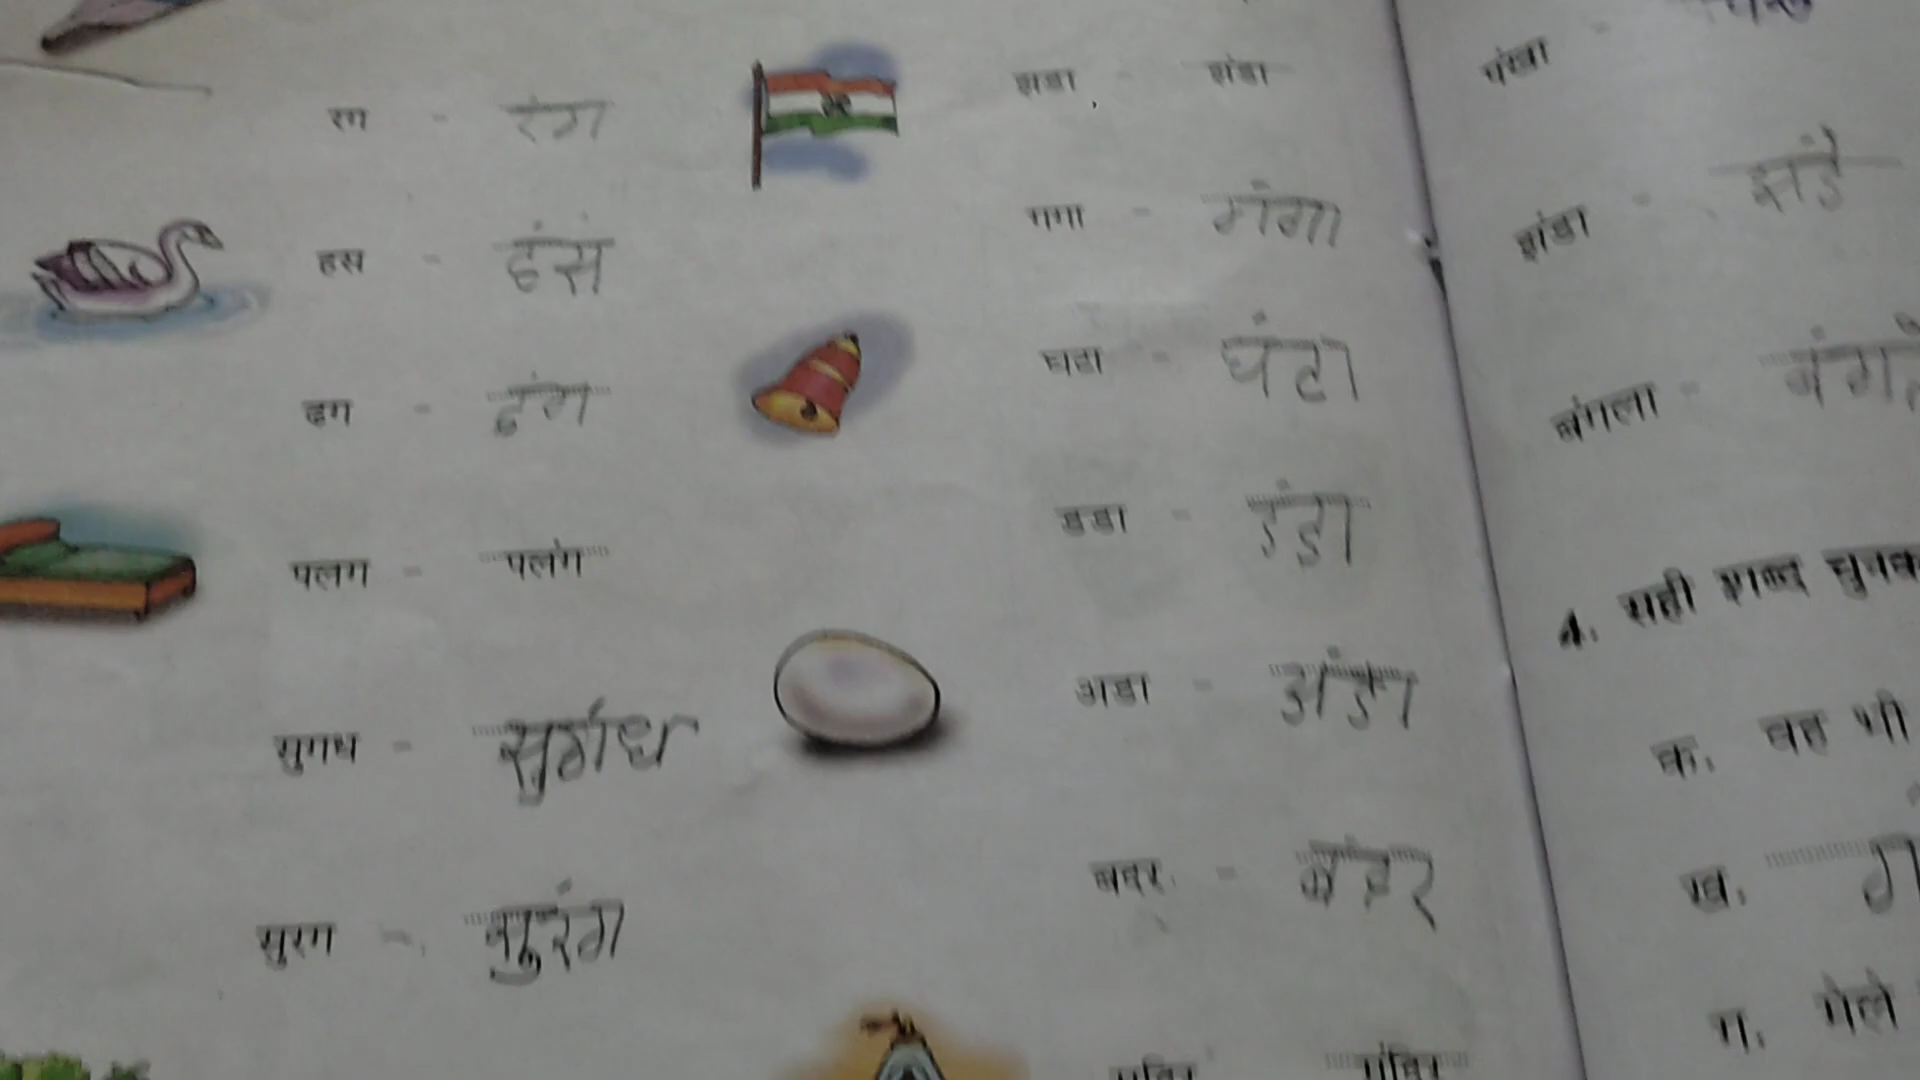 रग - रंग
हस - हंस
ढग - ढंग
पलग - पलंग
सुगध - सुगंध
सुरग - सुरंग
झडा - झंडा
गगा - गंगा
घटा - घंटा
डडा - डंडा
अडा - अंडा
बदर - बंदर
पंखा -
झंडा - झंडे
बंगला -
4. सही शब्द
क. वह भी
ख.
ग. मेले